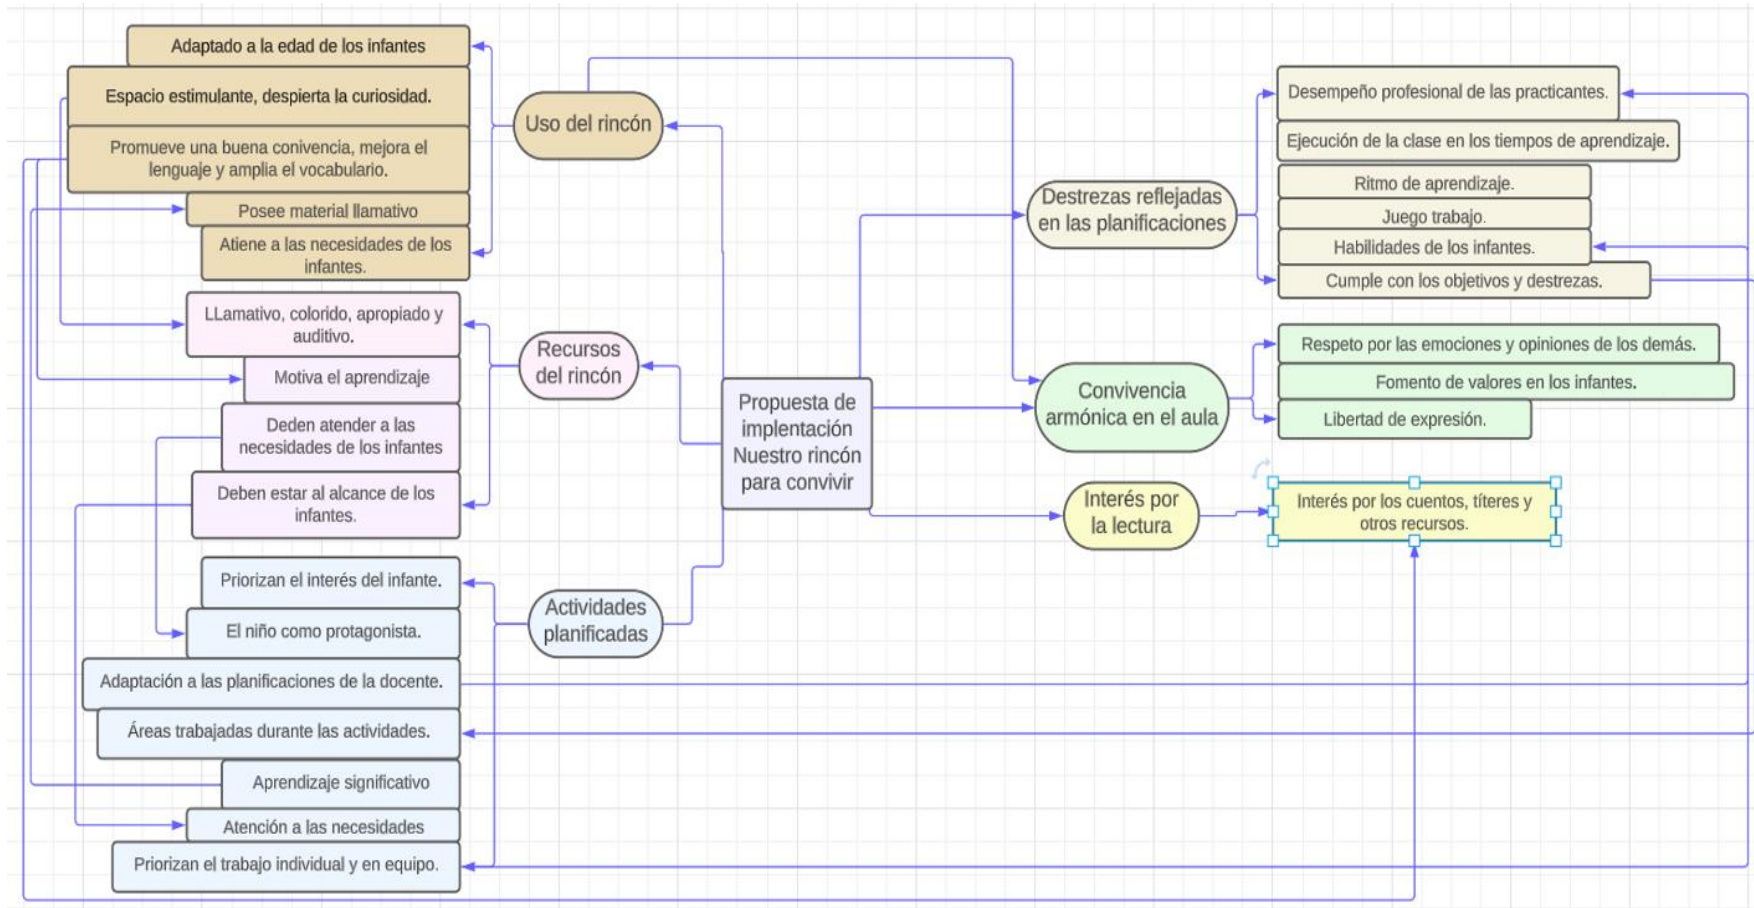 Adaptado a la edad de los infantes
Espacio estimulante, despierta la curiosidad.
Promueve una buena conivencia, mejora el
lenguaje y amplia el vocabulario.
Posee material llamativo
Atiene a las necesidades de los
infantes.
Uso del rincón
LLamativo, colorido, apropiado y
auditivo.
Motiva el aprendizaje
Deden atender a las
necesidades de los infantes
Deben estar al alcance de los
infantes.
Recursos
del rincón
Priorizan el interés del infante.
El niño como protagonista.
Adaptación a las planificaciones de la docente.
Áreas trabajadas durante las actividades.
Aprendizaje significativo
Atención a las necesidades
Priorizan el trabajo individual y en equipo.
Actividades
planificadas
Propuesta de
implentación
Nuestro rincón
para convivir
Destrezas reflejadas
en las planificaciones
Desempeño profesional de las practicantes.
Ejecución de la clase en los tiempos de aprendizaje.
Ritmo de aprendizaje.
Juego trabajo.
Habilidades de los infantes.
Cumple con los objetivos y destrezas.
Convivencia
armónica en el aula
Respeto por las emociones y opiniones de los demás.
Fomento de valores en los infantes.
Libertad de expresión.
Interés por
la lectura
Interés por los cuentos, títeres y
otros recursos.